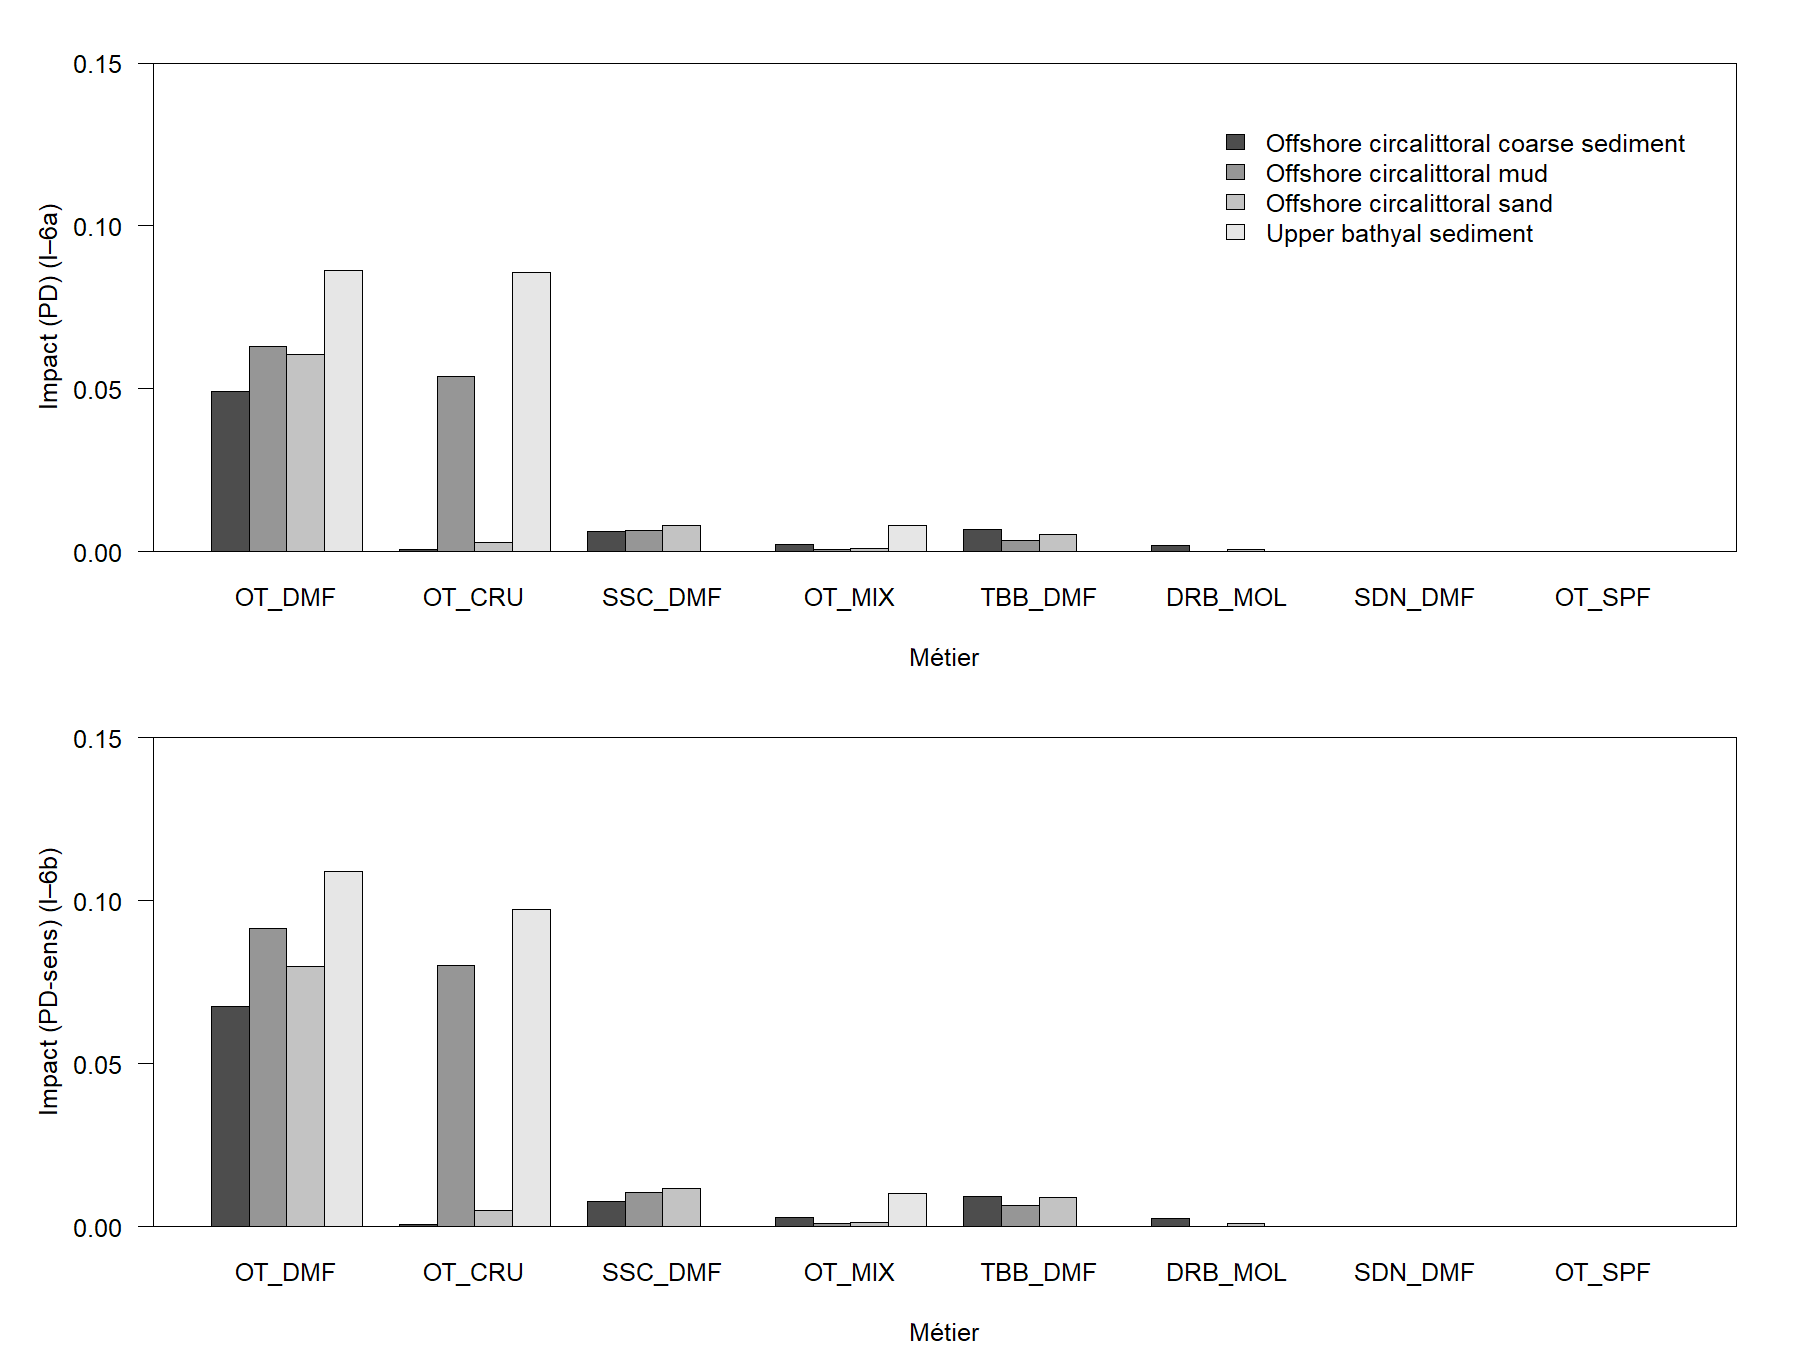 0.15
0.10
0.05
0.00
Impact (PD) (I–6a)
Offshore circalittoral coarse sediment
Offshore circalittoral mud
Offshore circalittoral sand
Upper bathyal sediment
OT_DMF OT_CRU SSC_DMF OT_MIX TBB_DMF DRB_MOL SDN_DMF OT_SPF
Métier
0.15
0.10
0.05
0.00
Impact (PD-sens) (I–6b)
OT_DMF OT_CRU SSC_DMF OT_MIX TBB_DMF DRB_MOL SDN_DMF OT_SPF
Métier